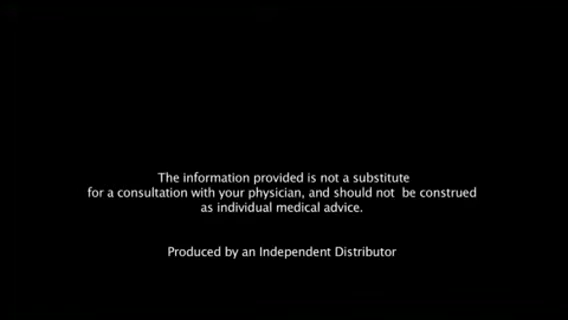 The information provided is not a substitute
for a consultation with your physician, and should not  be construed
as individual medical advice.
Produced by an Independent Distributor